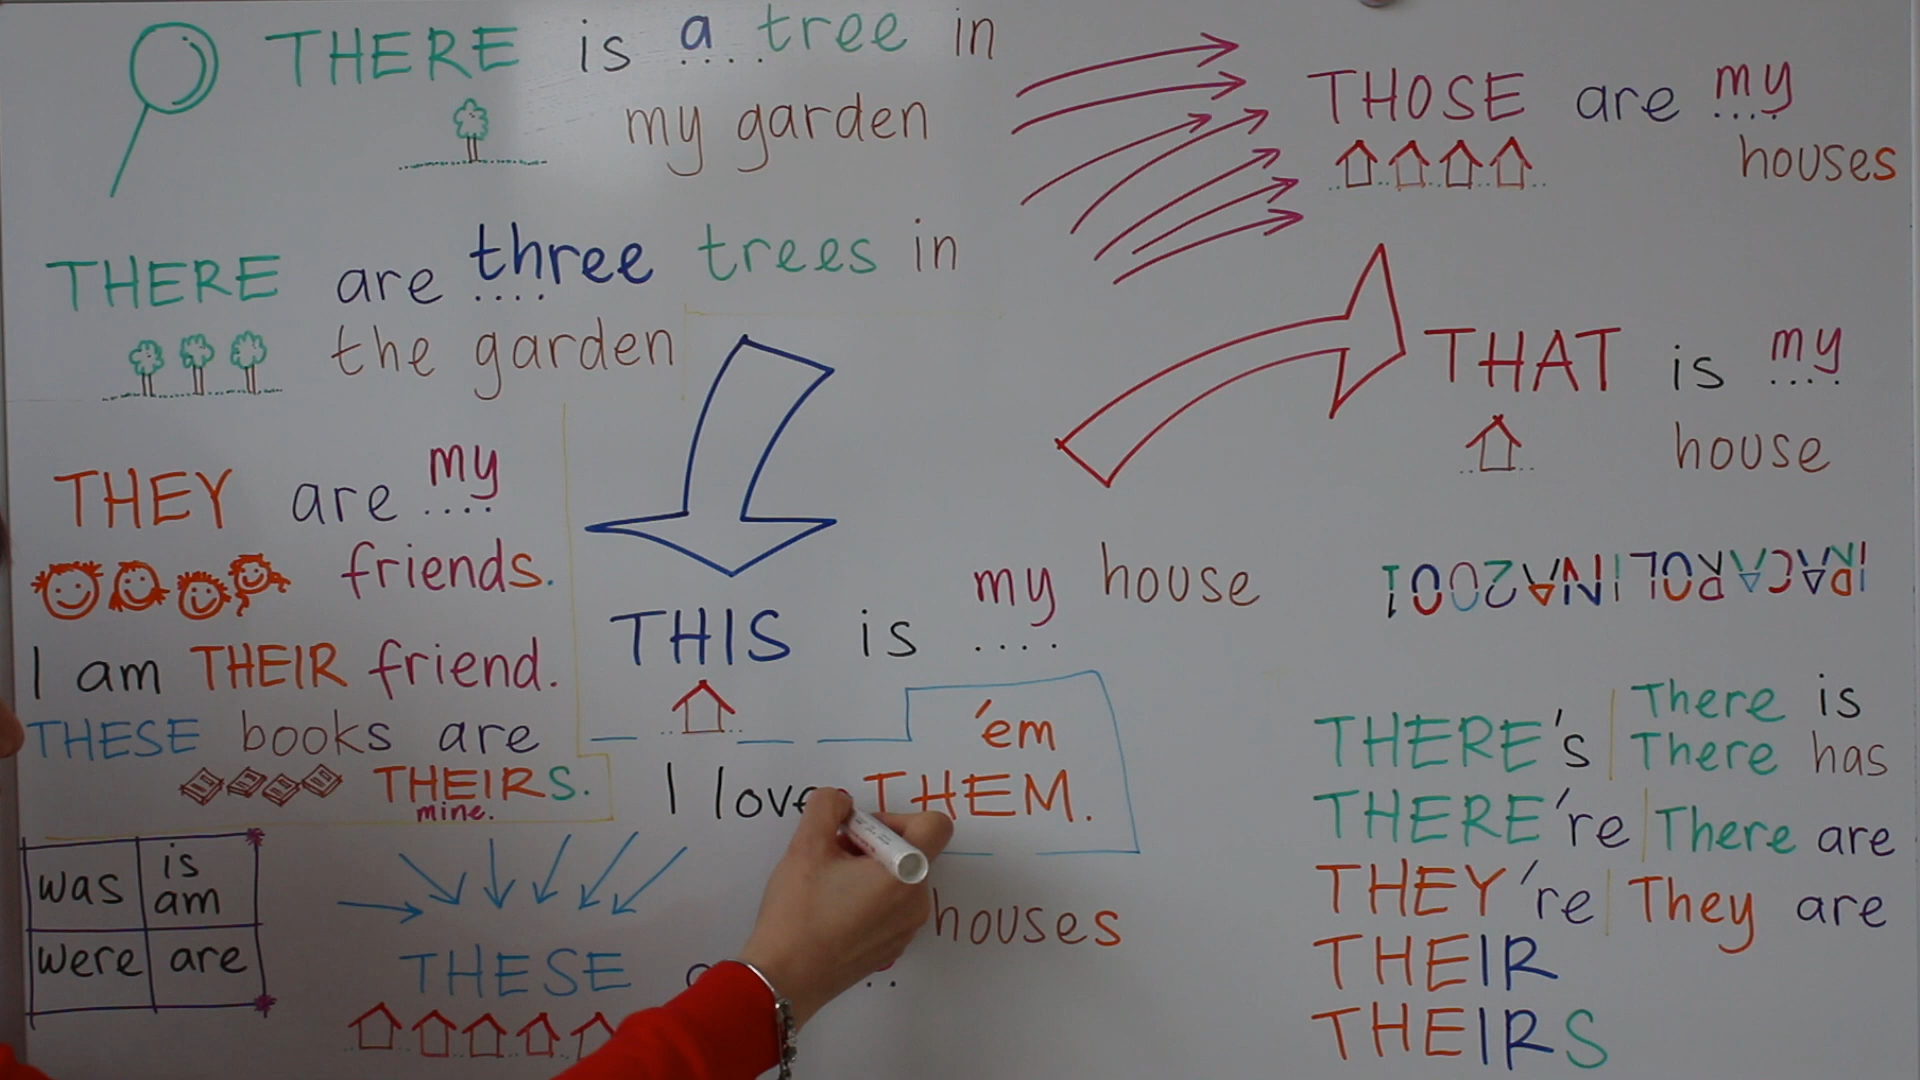 THERE is a tree in
my garden
THERE are three trees in
the garden
THEY are my
friends.
I am THEIR friend.
THESE books are
THEIRS.
mine.
was is
am
were are
THIS is my house
'em
I love THEM.
THESE
houses
THOSE are my
houses
THAT is my
house
IRACAROLINA2001
THERE's There is
There has
THERE're There are
THEY're They are
THEIR
THEIRS